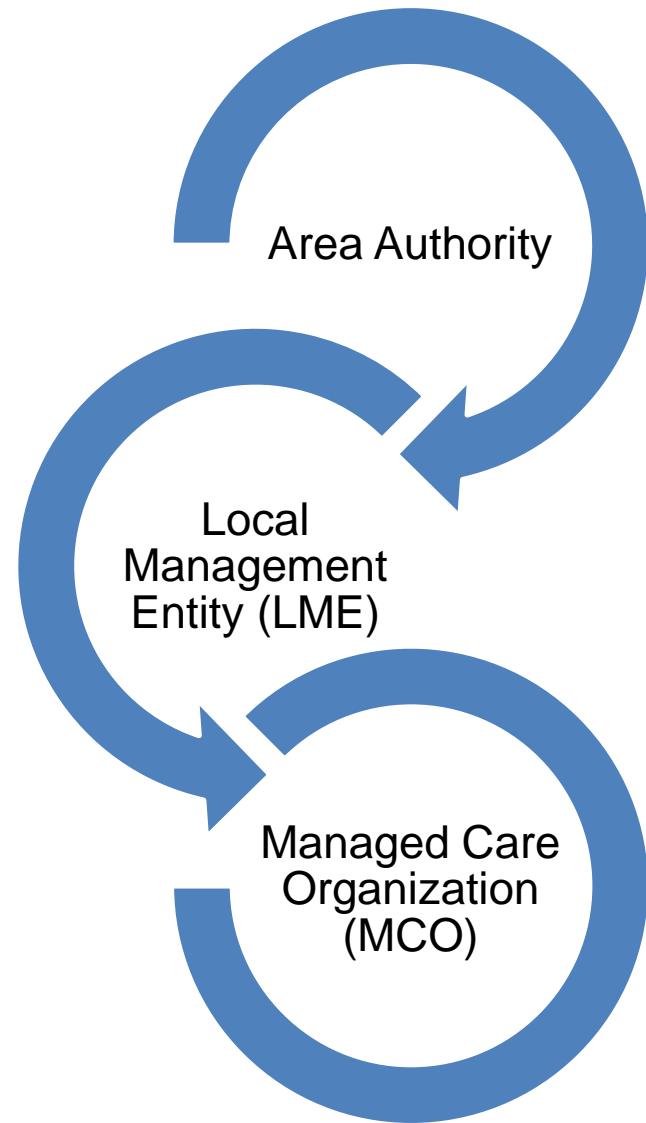 Area Authority
Local
Management
Entity (LME)
Managed Care
Organization
(MCO)